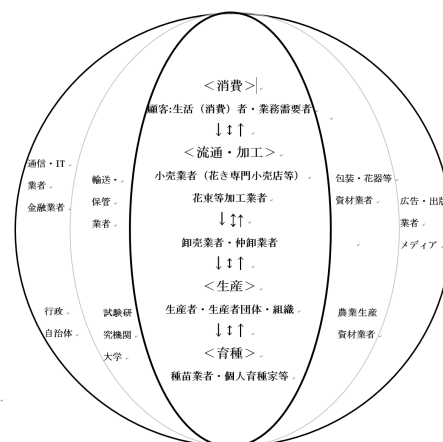 <消費>
顧客:生活（消費）者・業務需要者
↓↕↑
<流通・加工>
小売業者（花き専門小売店等）
花束等加工業者
↓↕↑
卸売業者・仲卸業者
↓↕↑
<生産>
生産者・生産者団体・組織
↓↕↑
<育種>
種苗業者・個人育種家等
通信・IT
業者
金融業者
輸送・
保管
業者
行政
自治体
試験研
究機関
大学
包装・花器等
資材業者
農業生産
資材業者
広告・出版
業者
メディア